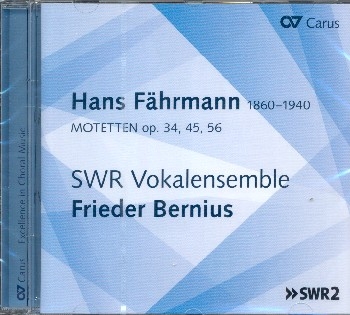 Carus
Hans Fährmann 1860–1940
MOTETTEN op. 34, 45, 56
SWR Vokalensemble
Frieder Bernius
SWR2
Carus
Excellence in Choral Music